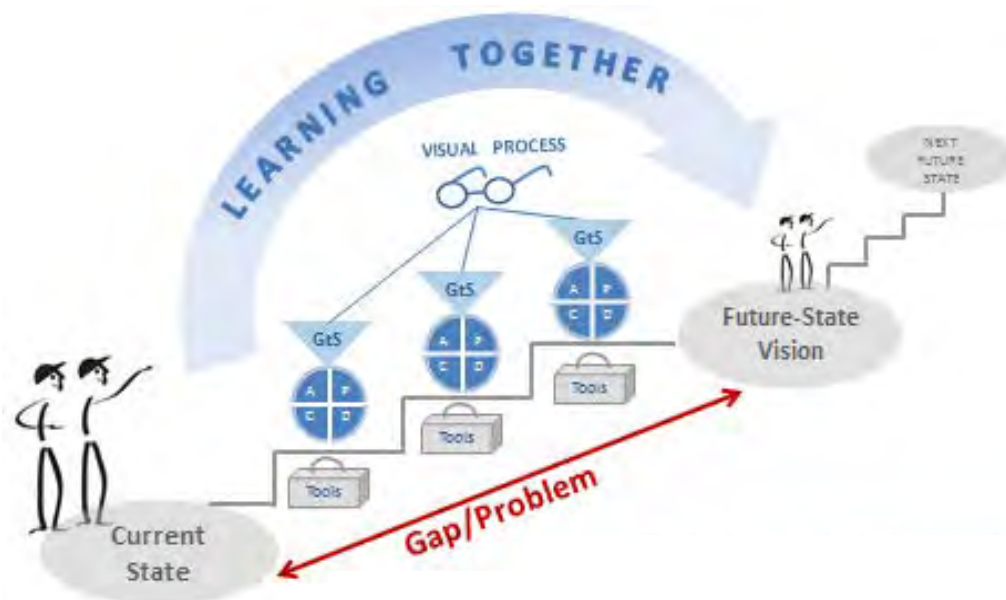 LEARNING TOGETHER
VISUAL PROCESS
NEXT
FUTURE
STATE
GtS
GtS
GtS
A P
C D
A P
C D
A P
C D
Tools
Tools
Tools
Future-State
Vision
Gap/Problem
Current
State